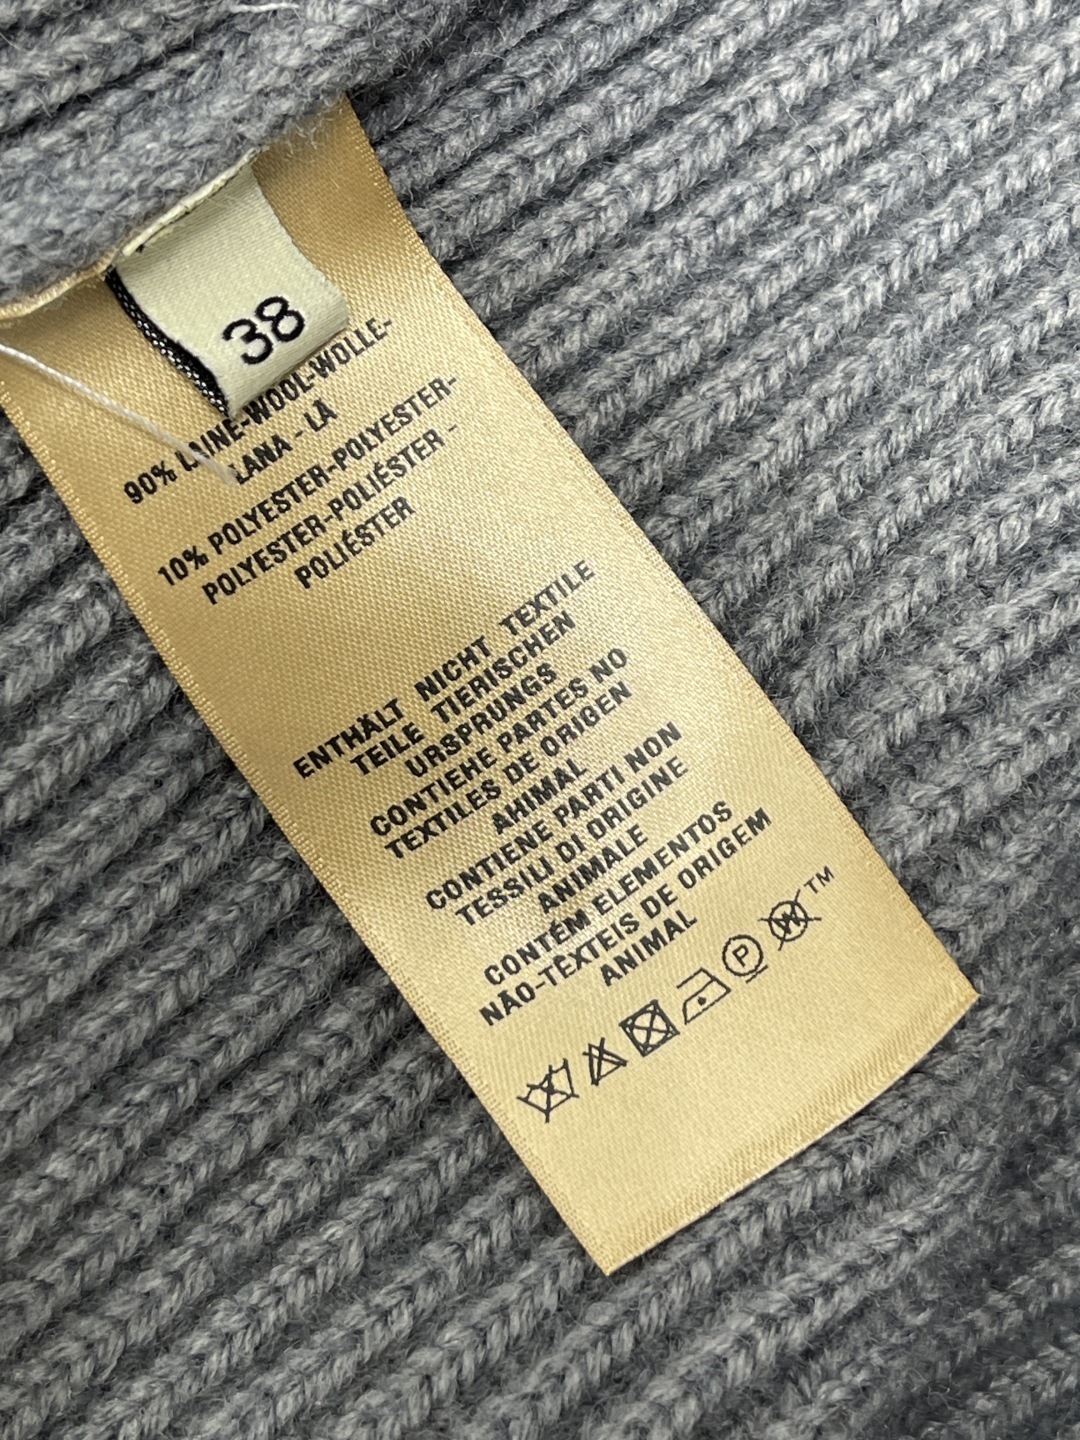 38
90% LAINE-WOOL-WOLLE-
LANA - LÃ
10% POLYESTER-POLYESTER-
POLYESTER-POLIÉSTER -
POLIÉSTER
ENTHÄLT NICHT TEXTILE
TEILE TIERISCHEN
URSPRUNGS
CONTIEHE PARTES NO
TEXTILES DE ORIGEN
AHIMAL
CONTIENE PARTI NON
TESSILI DI ORIGINE
ANIMALE
CONTÉM ELEMENTOS
NÃO-TÊXTEIS DE ORIGEM
ANIMAL
P W TM